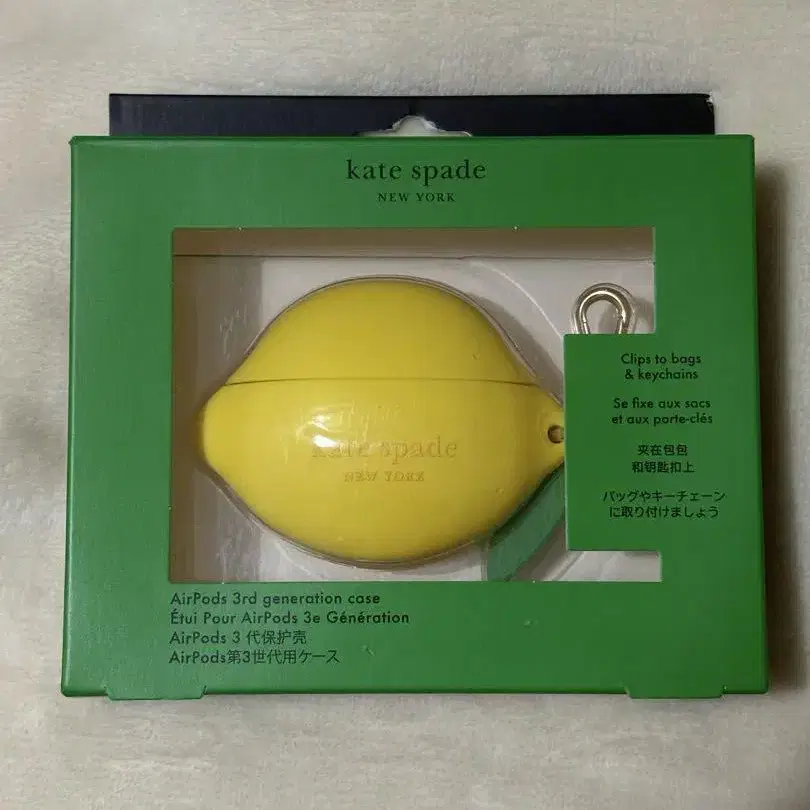 kate spade
NEW YORK
Clips to bags
& keychains
Se fixe aux sacs
et aux porte-clés
夹在包包
和钥匙扣上
バッグやキーチェーン
に取り付けましょう
kate spade
NEW YORK
AirPods 3rd generation case
Étui Pour AirPods 3e Génération
AirPods 3 代保护壳
AirPods第3世代用ケース